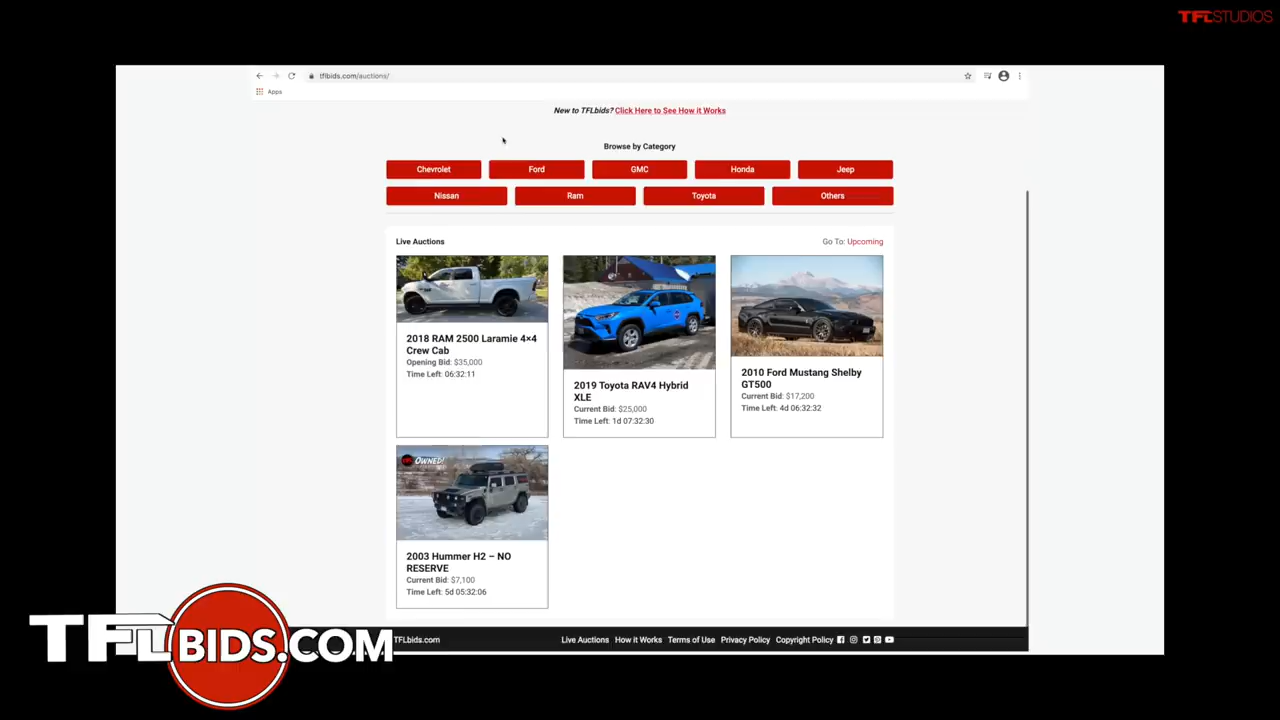 TFLSTUDIOS
tflbids.com/auctions/
Apps
New to TFLbids? Click Here to See How it Works
Browse by Category
Chevrolet
Ford
GMC
Honda
Jeep
Nissan
Ram
Toyota
Others
Live Auctions
Go To: Upcoming
2018 RAM 2500 Laramie 4×4
Crew Cab
Opening Bid: $35,000
Time Left: 06:32:11
2019 Toyota RAV4 Hybrid
XLE
Current Bid: $25,000
Time Left: 1d 07:32:30
2010 Ford Mustang Shelby
GT500
Current Bid: $17,200
Time Left: 4d 06:32:32
OWNED!
2003 Hummer H2 – NO
RESERVE
Current Bid: $7,100
Time Left: 5d 05:32:06
TFLbids.com
Live Auctions How it Works Terms of Use Privacy Policy Copyright Policy
TFLBIDS.COM